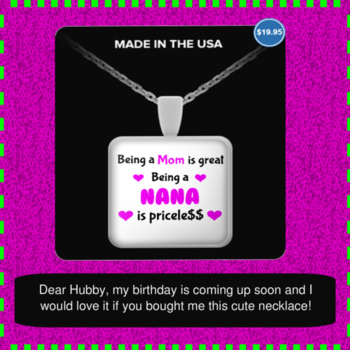 $19.95
MADE IN THE USA
Being a Mom is great
Being a
NANA
is pricele$$
Dear Hubby, my birthday is coming up soon and I
would love it if you bought me this cute necklace!